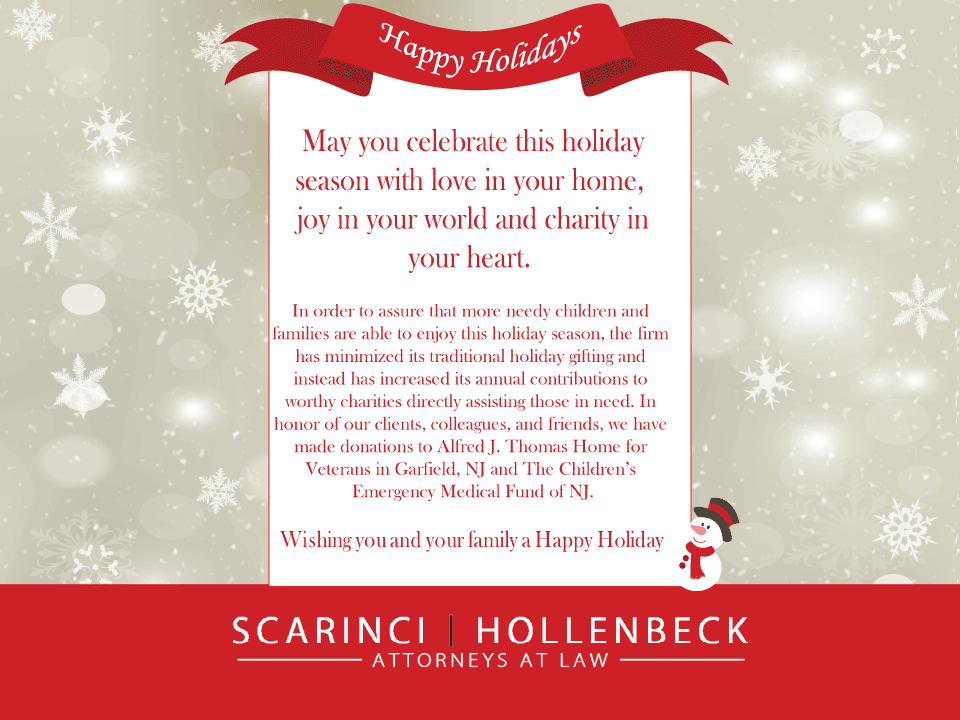 Happy Holidays
May you celebrate this holiday
season with love in your home,
joy in your world and charity in
your heart.
In order to assure that more needy children and
families are able to enjoy this holiday season, the firm
has minimized its traditional holiday gifting and
instead has increased its annual contributions to
worthy charities directly assisting those in need. In
honor of our clients, colleagues, and friends, we have
made donations to Alfred J. Thomas Home for
Veterans in Garfield, NJ and The Children's
Emergency Medical Fund of NJ.
Wishing you and your family a Happy Holiday
SCARINCI | HOLLENBECK
ATTORNEYS AT LAW